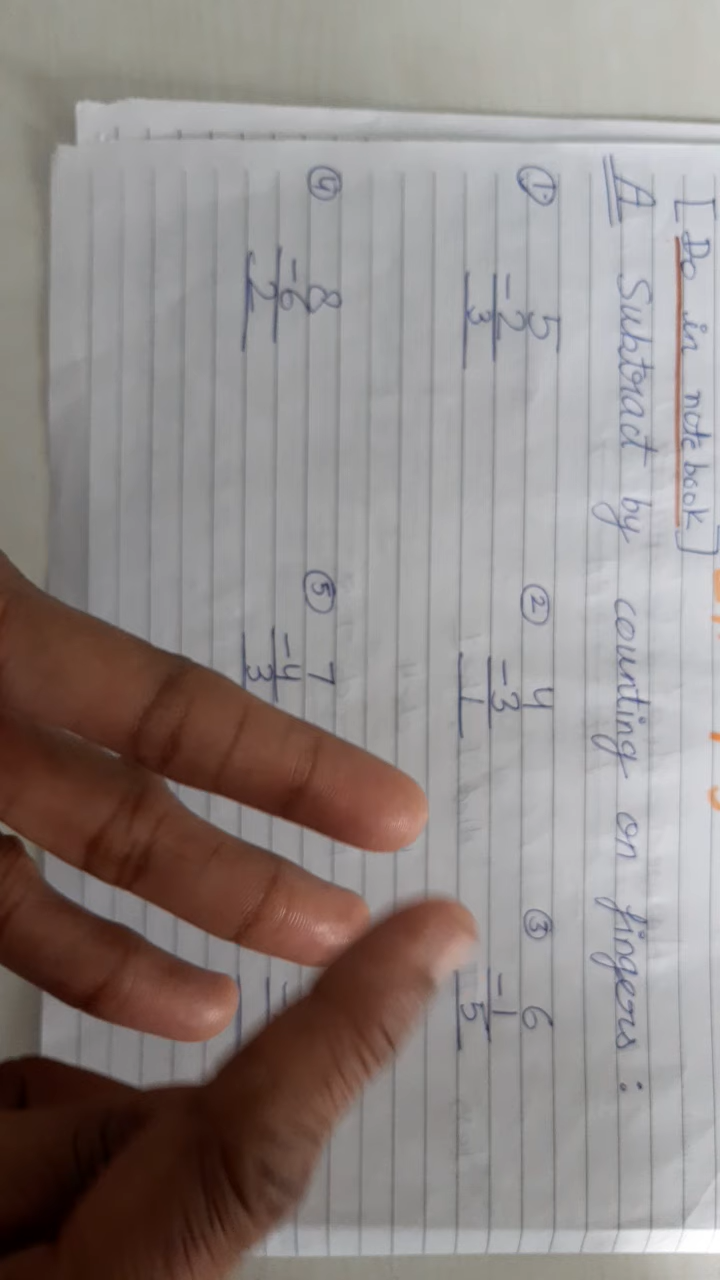 [Do in notebook]
A Subtract by counting on fingers:
① 5 ② 4 ③ 6
-2 -3 -1
3 1 5
④ 8 ⑤ 7
-6 -4
2 3